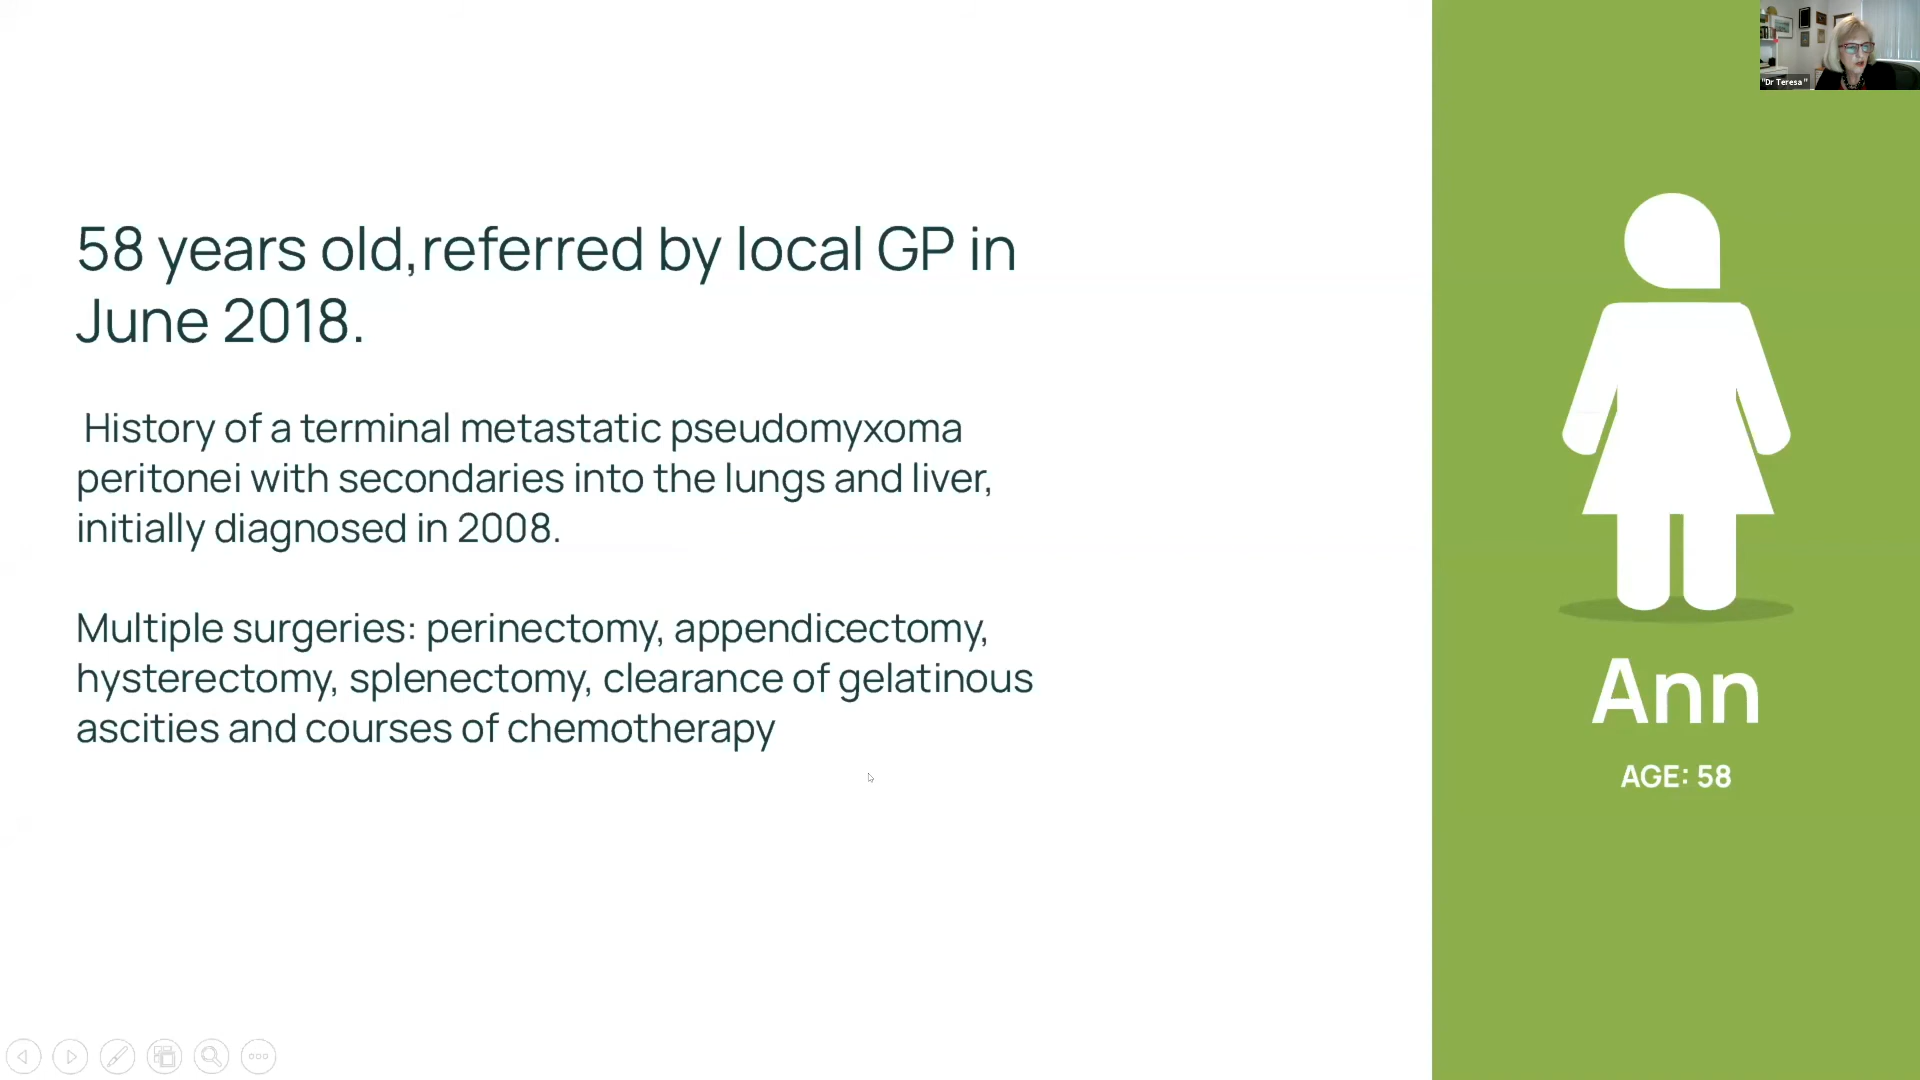 "Dr Teresa "
58 years old,referred by local GP in
June 2018.
History of a terminal metastatic pseudomyxoma
peritonei with secondaries into the lungs and liver,
initially diagnosed in 2008.
Multiple surgeries: perinectomy, appendicectomy,
hysterectomy, splenectomy, clearance of gelatinous
ascities and courses of chemotherapy
Ann
AGE: 58